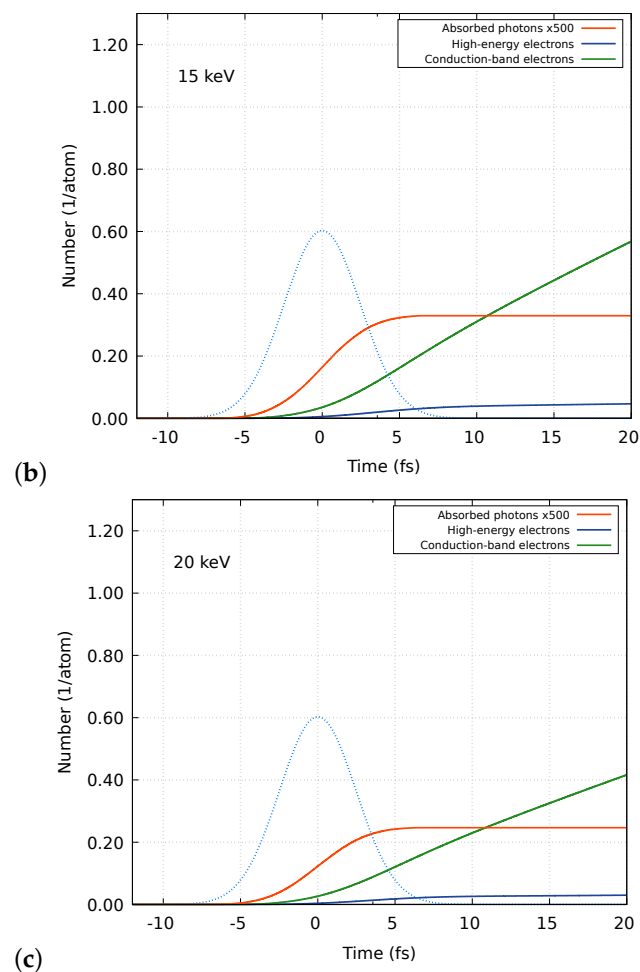 1.20
1.00
0.80
0.60
0.40
0.20
0.00
Number (1/atom)
15 keV
Absorbed photons x500
High-energy electrons
Conduction-band electrons
-10 -5 0 5 10 15 20
Time (fs)
(b)
1.20
1.00
0.80
0.60
0.40
0.20
0.00
Number (1/atom)
20 keV
Absorbed photons x500
High-energy electrons
Conduction-band electrons
-10 -5 0 5 10 15 20
Time (fs)
(c)